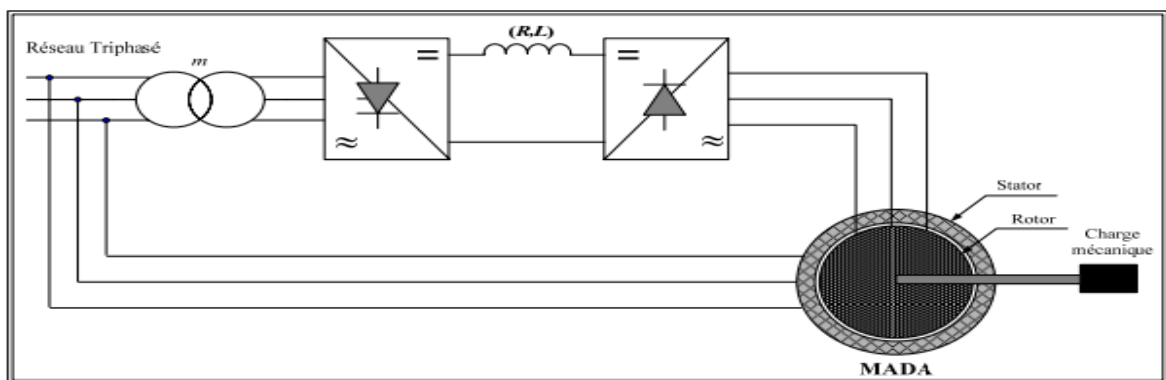 Réseau Triphasé
m
(R,L)
=
=
≈
≈
Stator
Rotor
Charge
mécanique
MADA